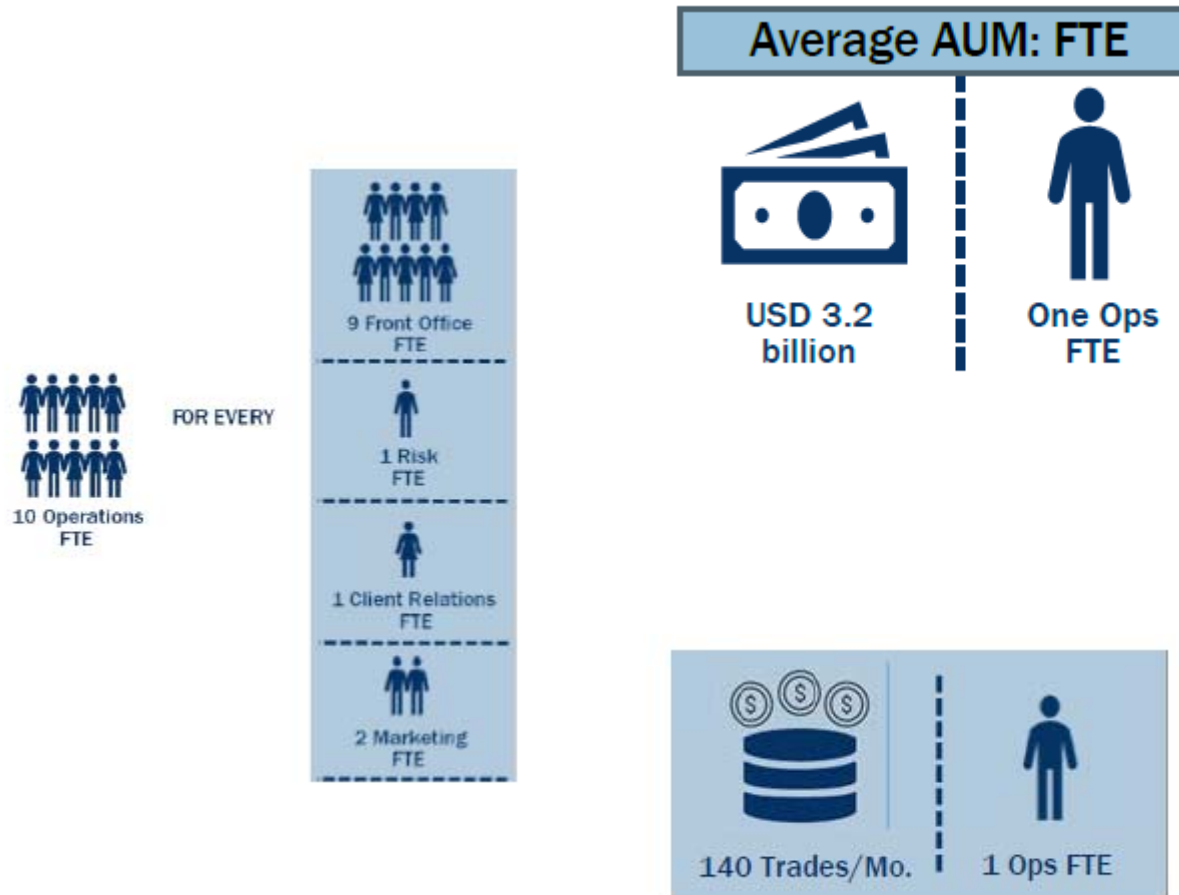 Average AUM: FTE
USD 3.2
billion
One Ops
FTE
9 Front Office
FTE
10 Operations
FTE
FOR EVERY
1 Risk
FTE
1 Client Relations
FTE
2 Marketing
FTE
$ $ $
140 Trades/Mo.
1 Ops FTE